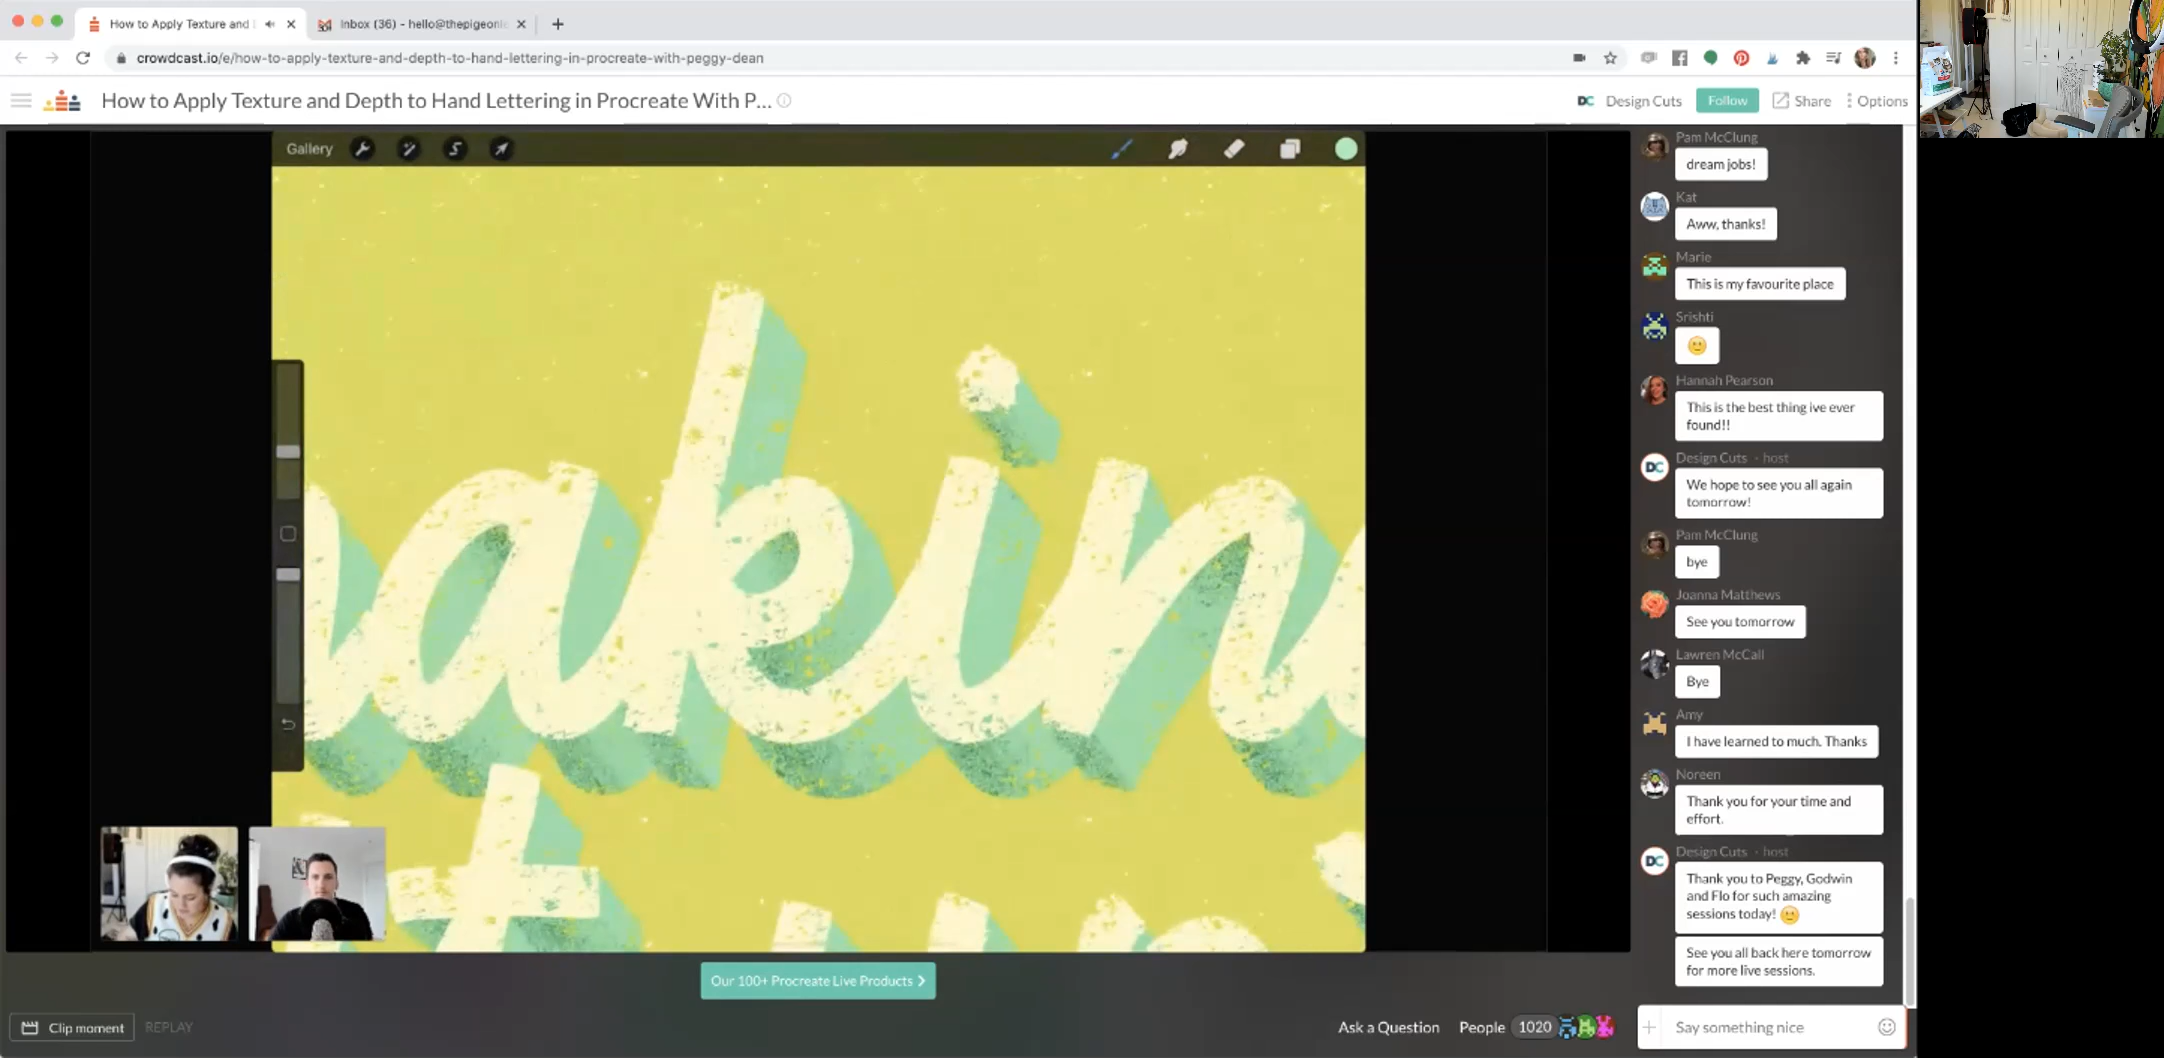 How to Apply Texture and
Inbox (36) - hello@thepigeonle
crowdcast.io/e/how-to-apply-texture-and-depth-to-hand-lettering-in-procreate-with-peggy-dean
How to Apply Texture and Depth to Hand Lettering in Procreate With P...
DC Design Cuts
Follow
Share
Options
Gallery
akin
Pam McClung
dream jobs!
Kat
Aww, thanks!
Marie
This is my favourite place
Srishti
Hannah Pearson
This is the best thing ive ever
found!!
DC
Design Cuts - host
We hope to see you all again
tomorrow!
Pam McClung
bye
Joanna Matthews
See you tomorrow
Lawren McCall
Bye
Amy
I have learned to much. Thanks
Noreen
Thank you for your time and
effort.
DC
Design Cuts - host
Thank you to Peggy, Godwin
and Flo for such amazing
sessions today! 🙂
See you all back here tomorrow
for more live sessions.
Our 100+ Procreate Live Products
Clip moment
REPLAY
Ask a Question
People 1020
Say something nice